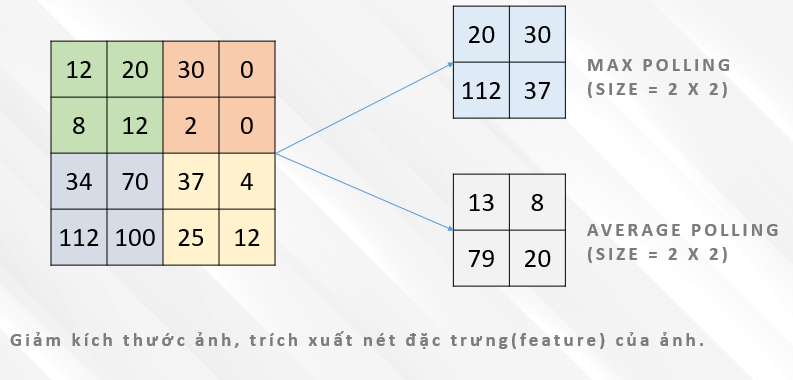 12 20 30 0
8 12 2 0
34 70 37 4
112 100 25 12
20 30
112 37
MAX POLLING
(SIZE = 2 X 2)
13 8
79 20
AVERAGE POLLING
(SIZE = 2 X 2)
Giảm kích thước ảnh, trích xuất nét đặc trưng(feature) của ảnh.